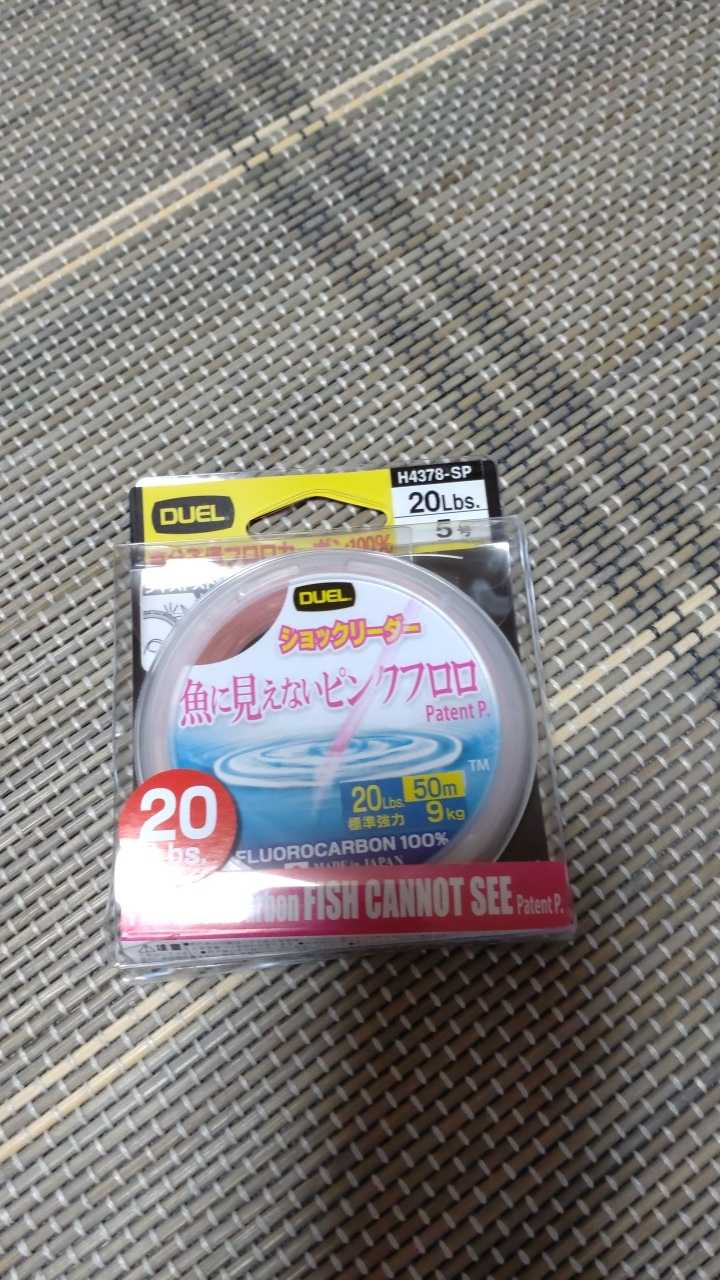 H4378-SP
DUEL
20Lbs.
5号
DUEL
ショックリーダー
魚に見えないピンクフロロ
Patent P.
TM
20Lbs. 50m
標準強力 9kg
20
FLUOROCARBON 100%
MADE in JAPAN
FISH CANNOT SEE Patent P.